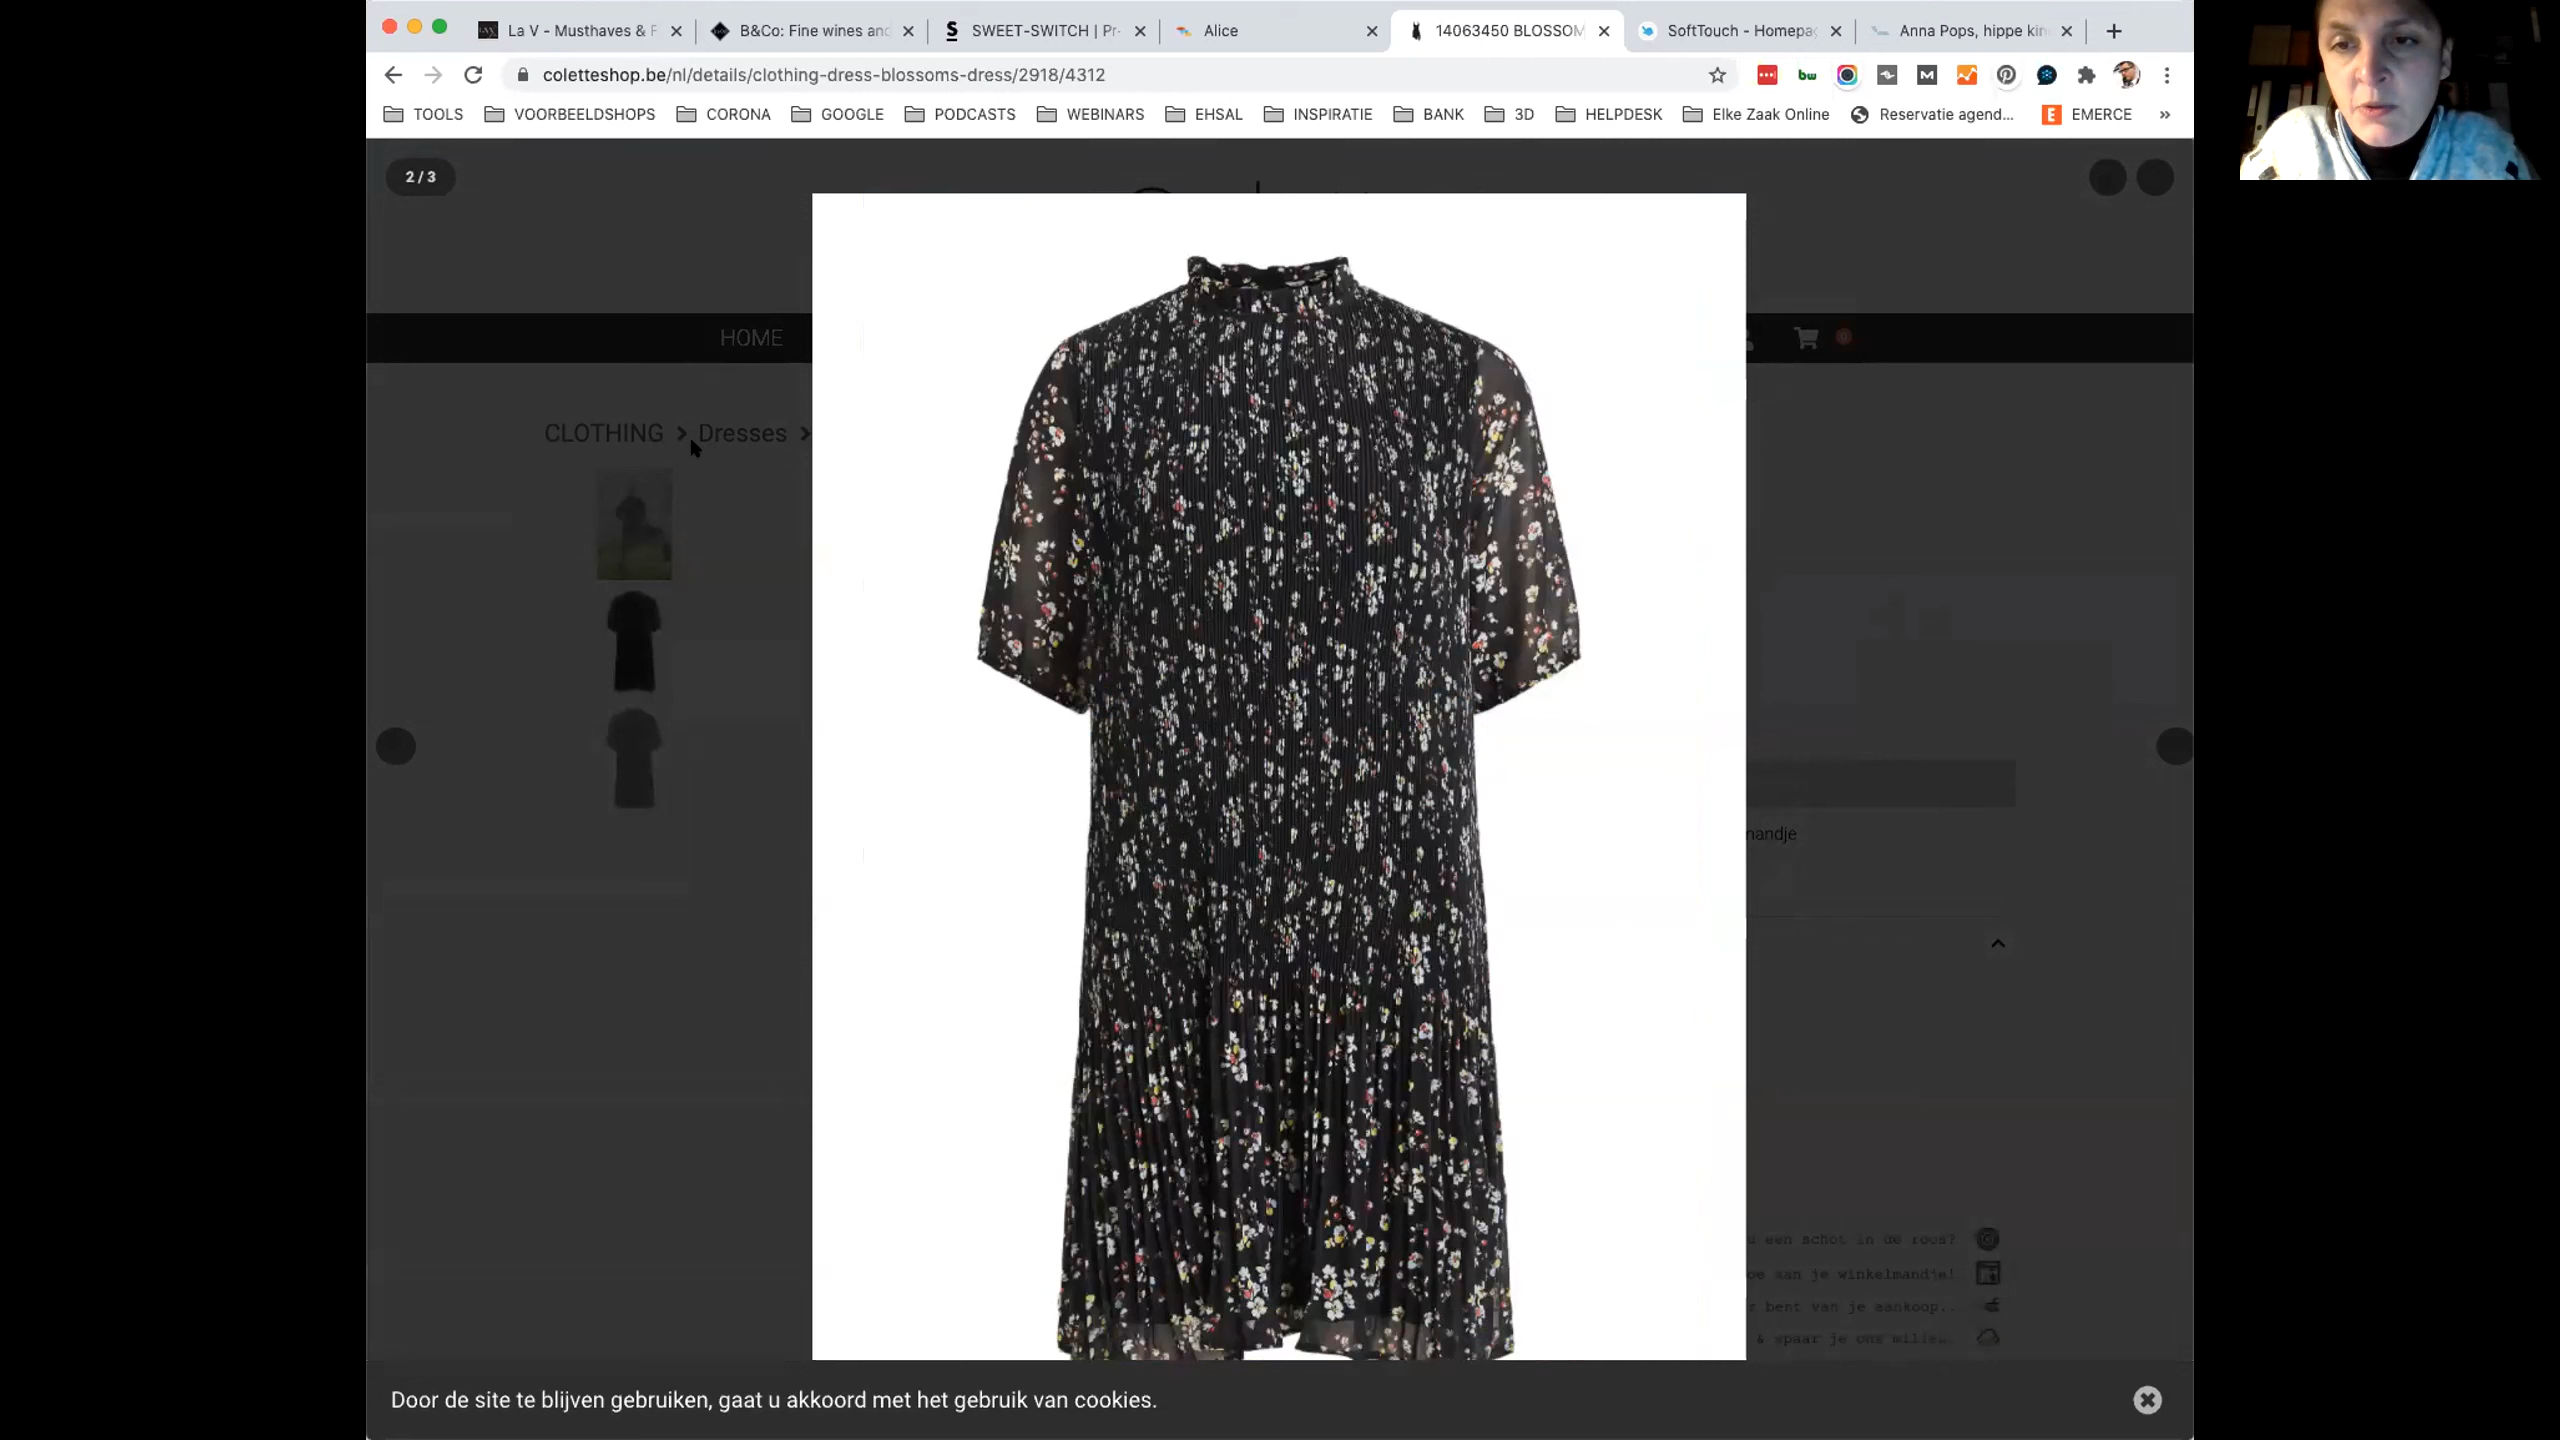 La V - Musthaves & F
B&Co: Fine wines and
SWEET-SWITCH | Pr
Alice
14063450 BLOSSOM
SoftTouch - Homepag
Anna Pops, hippe kin
coletteshop.be/nl/details/clothing-dress-blossoms-dress/2918/4312
TOOLS VOORBEELDSHOPS CORONA GOOGLE PODCASTS WEBINARS EHSAL INSPIRATIE BANK 3D HELPDESK Elke Zaak Online Reservatie agend... EMERCE »
2 / 3
HOME
0
CLOTHING > Dresses >
nandje
u een schot in de roos?
oe aan je winkelmandje!
r bent van je aankoop..
& spaar je ons milieu
Door de site te blijven gebruiken, gaat u akkoord met het gebruik van cookies.